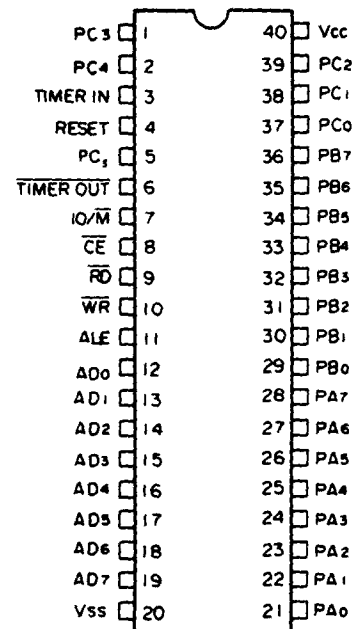 PC3 1 40 Vcc
PC4 2 39 PC2
TIMER IN 3 38 PC1
RESET 4 37 PC0
PC5 5 36 PB7
TIMER OUT 6 35 PB6
IO/M 7 34 PB5
CE 8 33 PB4
RD 9 32 PB3
WR 10 31 PB2
ALE 11 30 PB1
AD0 12 29 PB0
AD1 13 28 PA7
AD2 14 27 PA6
AD3 15 26 PA5
AD4 16 25 PA4
AD5 17 24 PA3
AD6 18 23 PA2
AD7 19 22 PA1
Vss 20 21 PA0